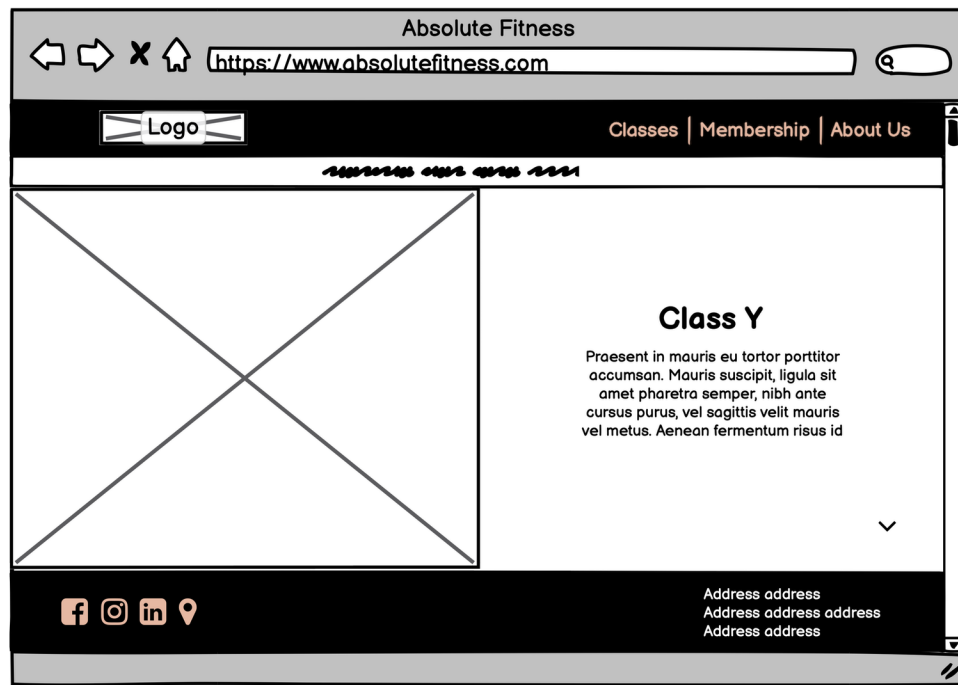 Absolute Fitness
https://www.absolutefitness.com
Logo
Classes | Membership | About Us
Class Y
Praesent in mauris eu tortor porttitor
accumsan. Mauris suscipit, ligula sit
amet pharetra semper, nibh ante
cursus purus, vel sagittis velit mauris
vel metus. Aenean fermentum risus id
Address address
Address address address
Address address